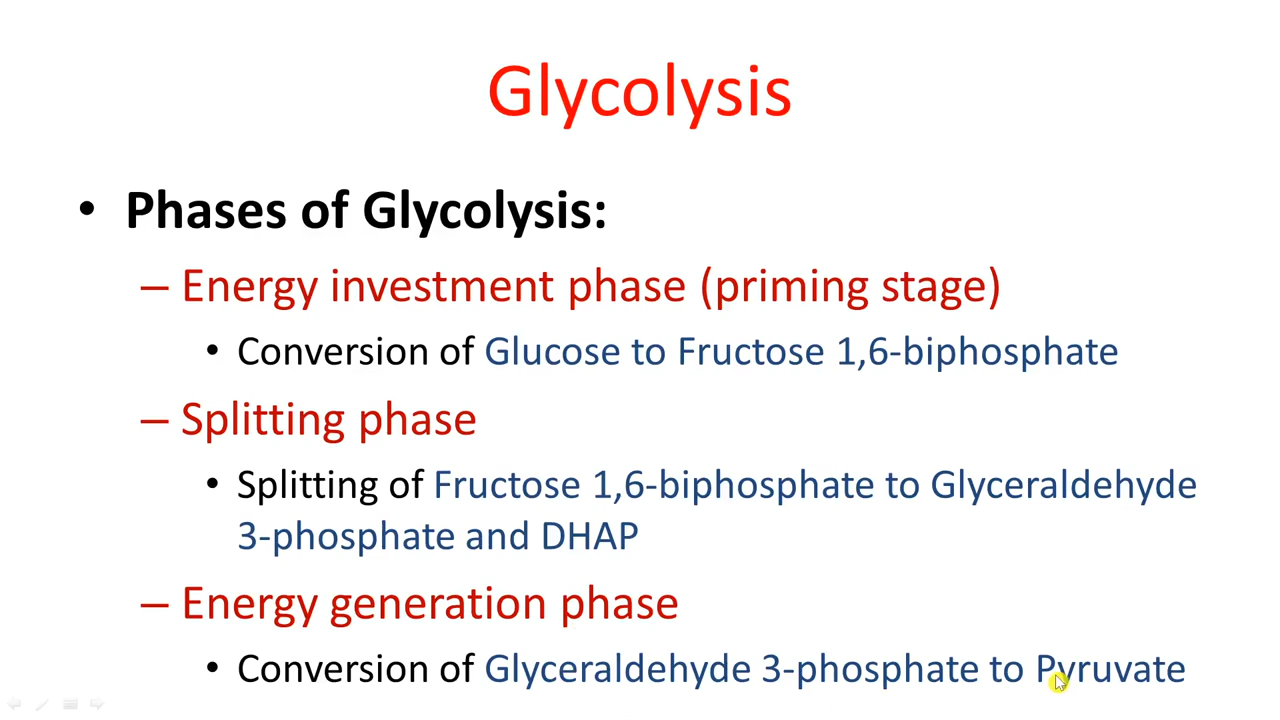 Glycolysis
• Phases of Glycolysis:
– Energy investment phase (priming stage)
• Conversion of Glucose to Fructose 1,6-biphosphate
– Splitting phase
• Splitting of Fructose 1,6-biphosphate to Glyceraldehyde
3-phosphate and DHAP
– Energy generation phase
• Conversion of Glyceraldehyde 3-phosphate to Pyruvate